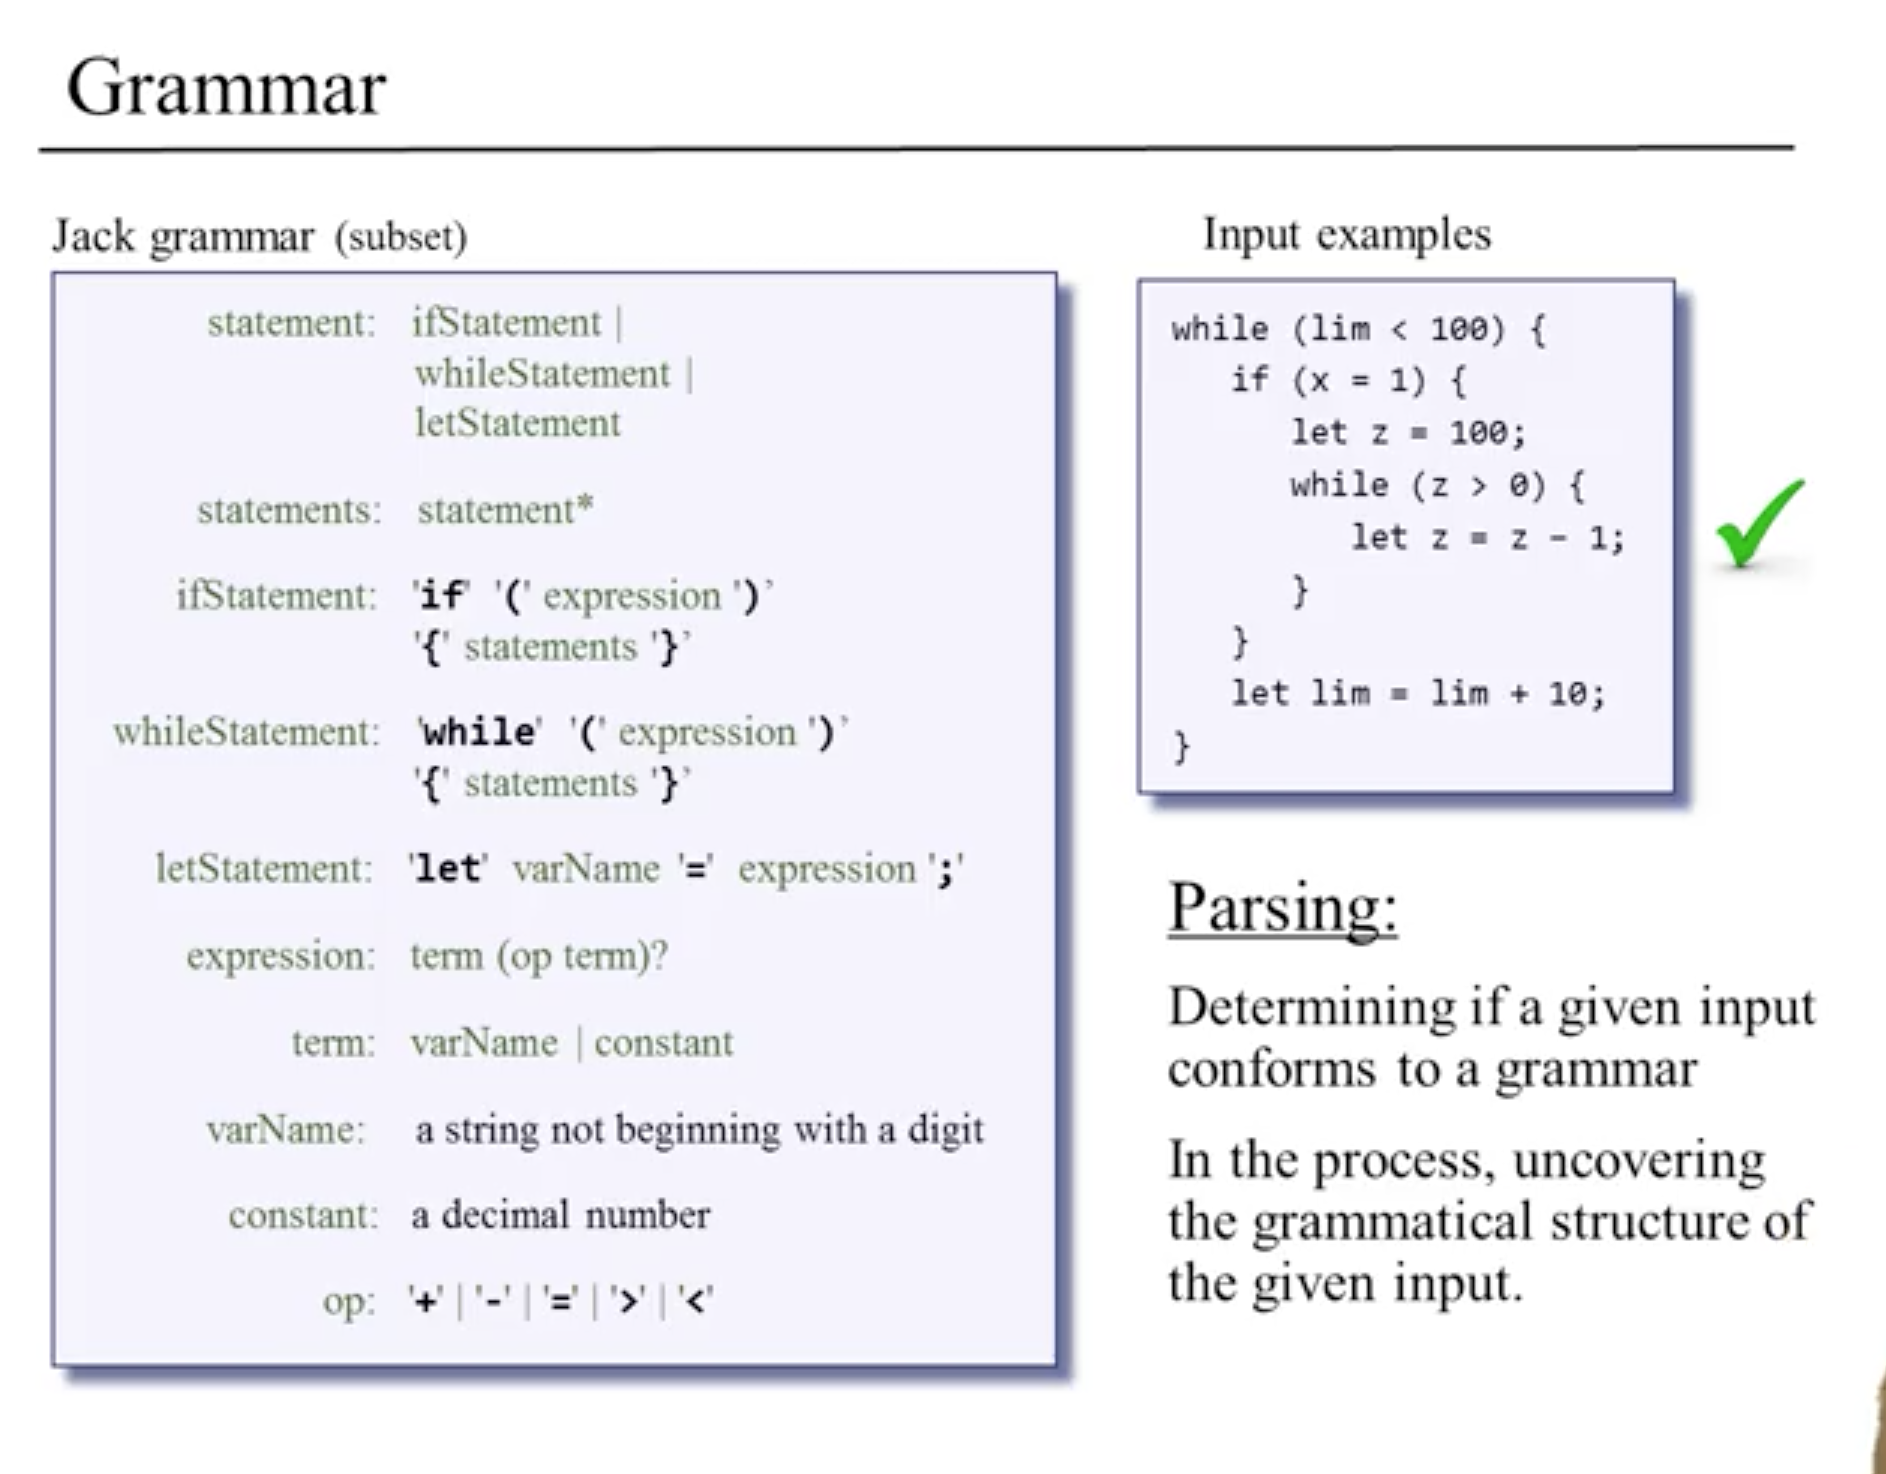 Grammar
Jack grammar (subset)
statement: ifStatement |
whileStatement |
letStatement
statements: statement*
ifStatement: 'if' '(' expression ')’
'{' statements '}’
whileStatement: 'while' '(' expression ')’
'{' statements '}’
letStatement: 'let' varName '=' expression ';'
expression: term (op term)?
term: varName | constant
varName: a string not beginning with a digit
constant: a decimal number
op: '+' | '-' | '=' | '>' | '<'
Input examples
while (lim < 100) {
if (x = 1) {
let z = 100;
while (z > 0) {
let z = z - 1;
}
}
let lim = lim + 10;
}
Parsing:
Determining if a given input
conforms to a grammar
In the process, uncovering
the grammatical structure of
the given input.